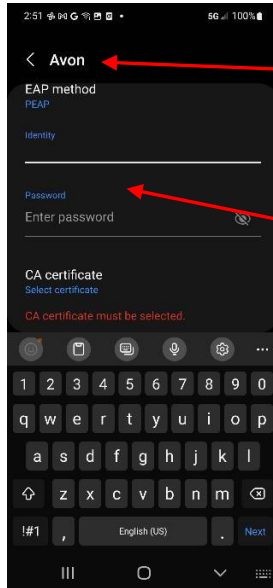 2:51 G 5G 100%
< Avon
EAP method
PEAP
Identity
Password
Enter password
CA certificate
Select certificate
CA certificate must be selected.
1 2 3 4 5 6 7 8 9 0
q w e r t y u i o p
a s d f g h j k l
z x c v b n m
!#1 , English (US) . Next